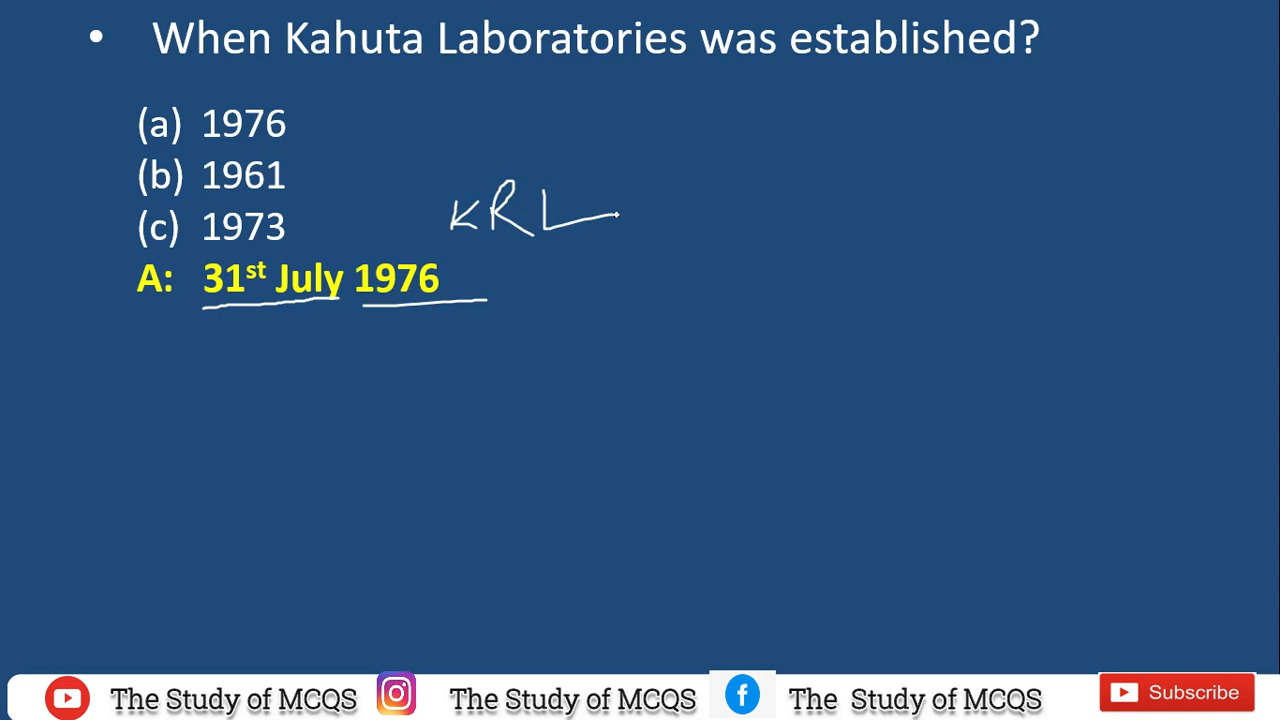 • When Kahuta Laboratories was established?
(a) 1976
(b) 1961
(c) 1973
KRL
A: 31st July 1976
The Study of MCQS The Study of MCQS The Study of MCQS Subscribe